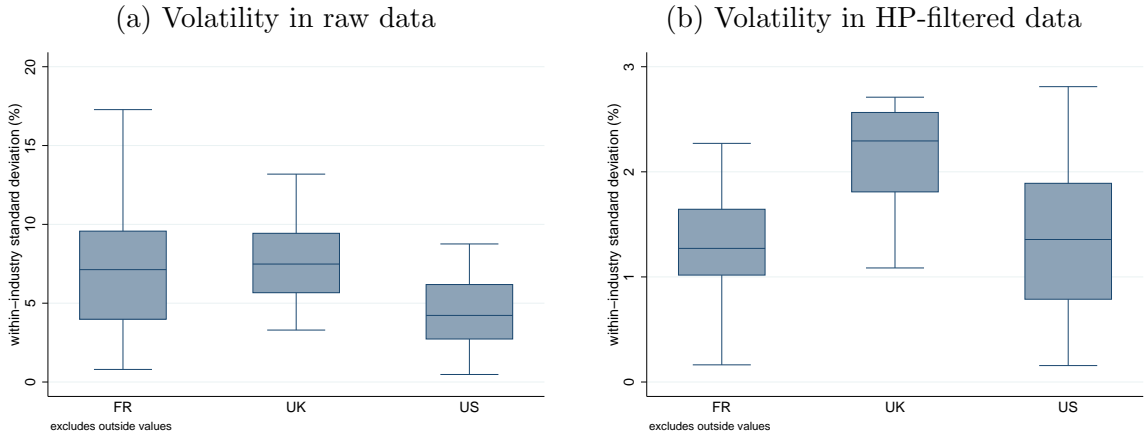 (a) Volatility in raw data
within−industry standard deviation (%)
20
15
10
5
0
FR UK US
excludes outside values
(b) Volatility in HP-filtered data
within−industry standard deviation (%)
3
2
1
0
FR UK US
excludes outside values